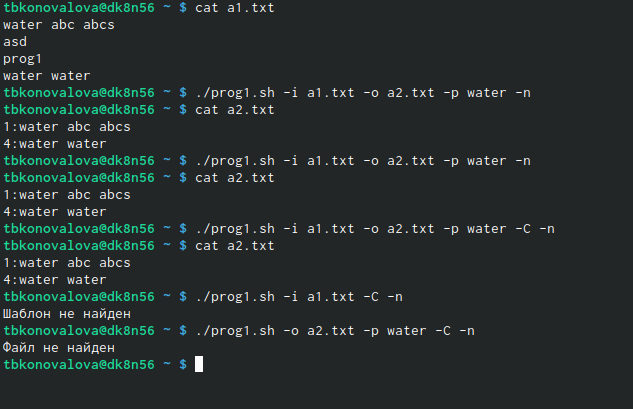 tbkonovalova@dk8n56 ~ $ cat a1.txt
water abc abcs
asd
prog1
water water
tbkonovalova@dk8n56 ~ $ ./prog1.sh -i a1.txt -o a2.txt -p water -n
tbkonovalova@dk8n56 ~ $ cat a2.txt
1:water abc abcs
4:water water
tbkonovalova@dk8n56 ~ $ ./prog1.sh -i a1.txt -o a2.txt -p water -n
tbkonovalova@dk8n56 ~ $ cat a2.txt
1:water abc abcs
4:water water
tbkonovalova@dk8n56 ~ $ ./prog1.sh -i a1.txt -o a2.txt -p water -C -n
tbkonovalova@dk8n56 ~ $ cat a2.txt
1:water abc abcs
4:water water
tbkonovalova@dk8n56 ~ $ ./prog1.sh -i a1.txt -C -n
Шаблон не найден
tbkonovalova@dk8n56 ~ $ ./prog1.sh -o a2.txt -p water -C -n
Файл не найден
tbkonovalova@dk8n56 ~ $